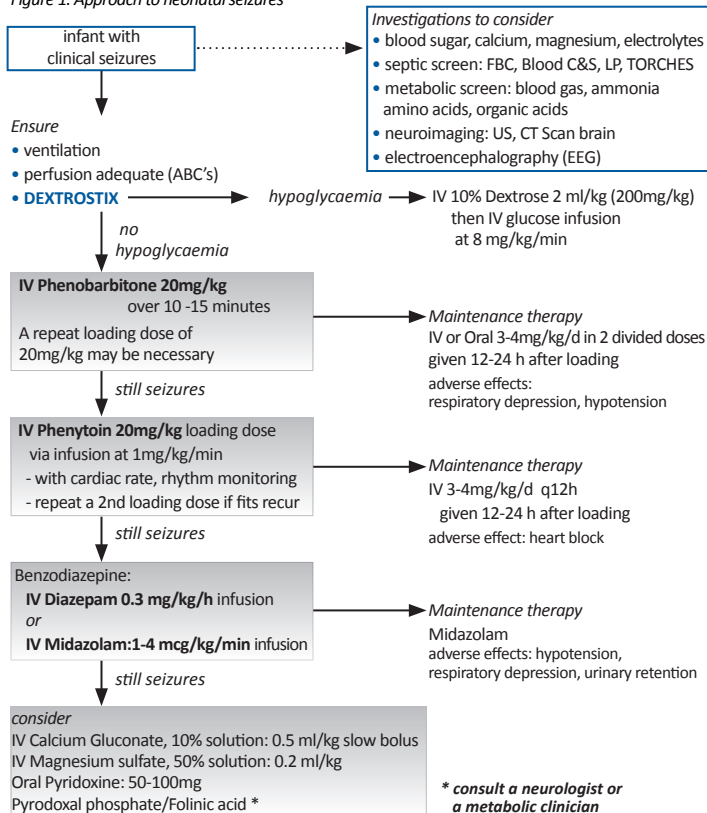 Figure 1. Approach to neonatal seizures
infant with
clinical seizures
Investigations to consider
• blood sugar, calcium, magnesium, electrolytes
• septic screen: FBC, Blood C&S, LP, TORCHES
• metabolic screen: blood gas, ammonia
amino acids, organic acids
• neuroimaging: US, CT Scan brain
• electroencephalography (EEG)
Ensure
• ventilation
• perfusion adequate (ABC's)
• DEXTROSTIX
hypoglycaemia
IV 10% Dextrose 2 ml/kg (200mg/kg)
then IV glucose infusion
at 8 mg/kg/min
no
hypoglycaemia
IV Phenobarbitone 20mg/kg
over 10 -15 minutes
A repeat loading dose of
20mg/kg may be necessary
Maintenance therapy
IV or Oral 3-4mg/kg/d in 2 divided doses
given 12-24 h after loading
adverse effects:
respiratory depression, hypotension
still seizures
IV Phenytoin 20mg/kg loading dose
via infusion at 1mg/kg/min
- with cardiac rate, rhythm monitoring
- repeat a 2nd loading dose if fits recur
Maintenance therapy
IV 3-4mg/kg/d q12h
given 12-24 h after loading
adverse effect: heart block
still seizures
Benzodiazepine:
IV Diazepam 0.3 mg/kg/h infusion
or
IV Midazolam:1-4 mcg/kg/min infusion
Maintenance therapy
Midazolam
adverse effects: hypotension,
respiratory depression, urinary retention
still seizures
consider
IV Calcium Gluconate, 10% solution: 0.5 ml/kg slow bolus
IV Magnesium sulfate, 50% solution: 0.2 ml/kg
Oral Pyridoxine: 50-100mg
Pyrodoxal phosphate/Folinic acid *
* consult a neurologist or
a metabolic clinician